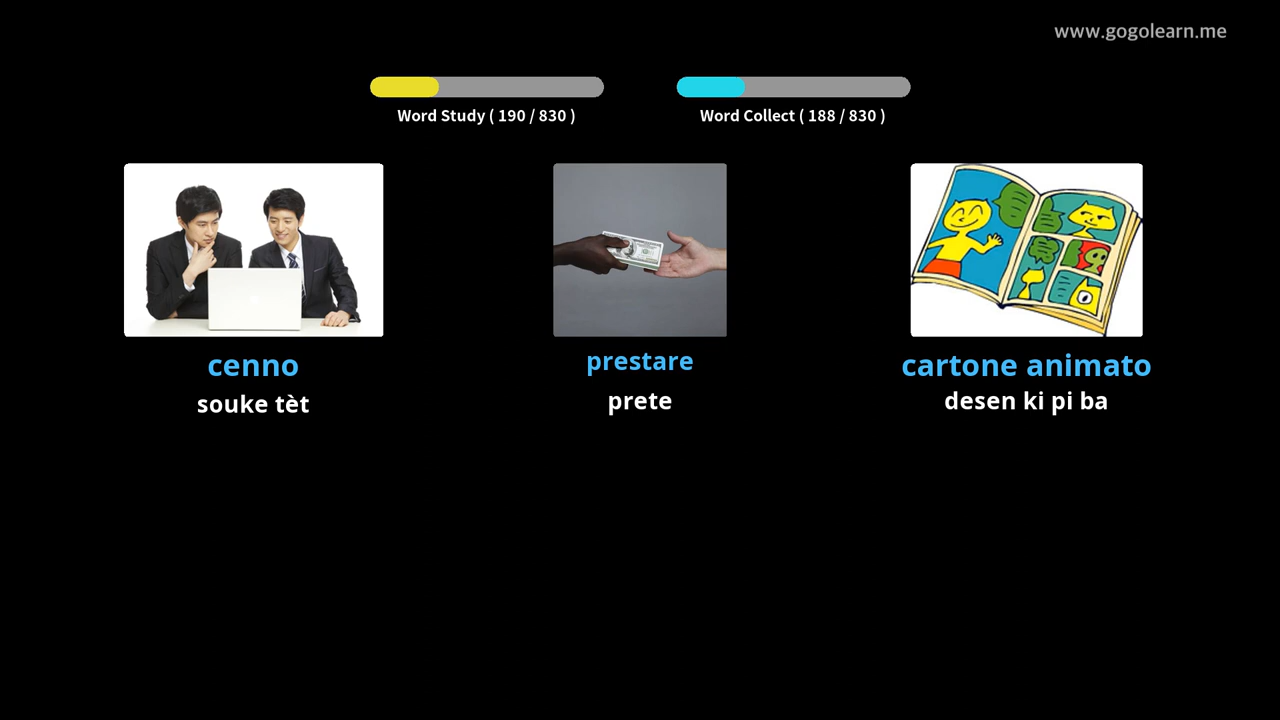 www.gogolearn.me
Word Study ( 190 / 830 )
Word Collect ( 188 / 830 )
cenno
souke tèt
prestare
prete
cartone animato
desen ki pi ba